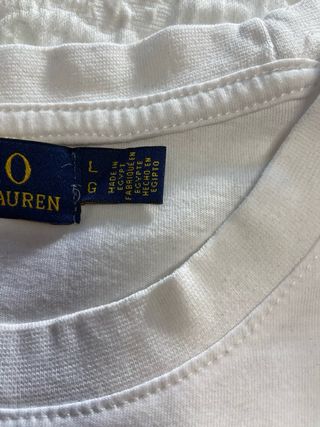 O
AUREN
L
G
MADE IN
EGYPT
FABRIQUÉ EN
EGYPTE
HECHO EN
EGIPTO